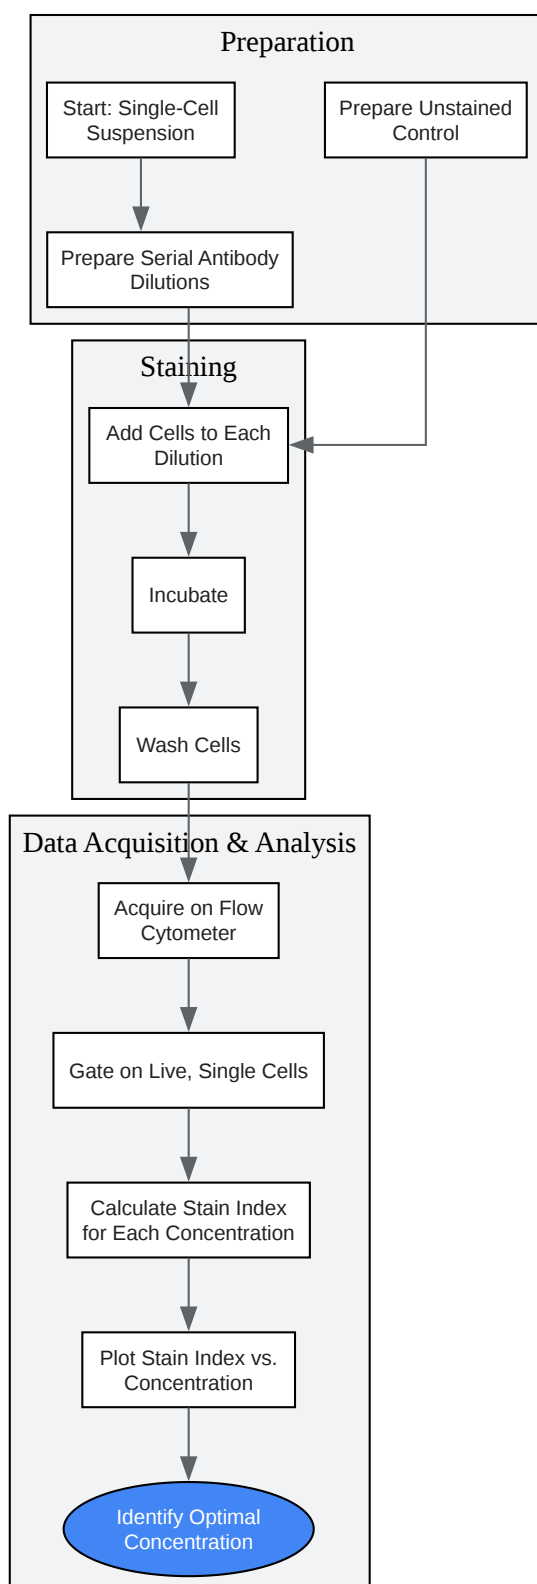 Preparation
Start: Single-Cell
Suspension
Prepare Unstained
Control
Prepare Serial Antibody
Dilutions
Staining
Add Cells to Each
Dilution
Incubate
Wash Cells
Data Acquisition & Analysis
Acquire on Flow
Cytometer
Gate on Live, Single Cells
Calculate Stain Index
for Each Concentration
Plot Stain Index vs.
Concentration
Identify Optimal
Concentration